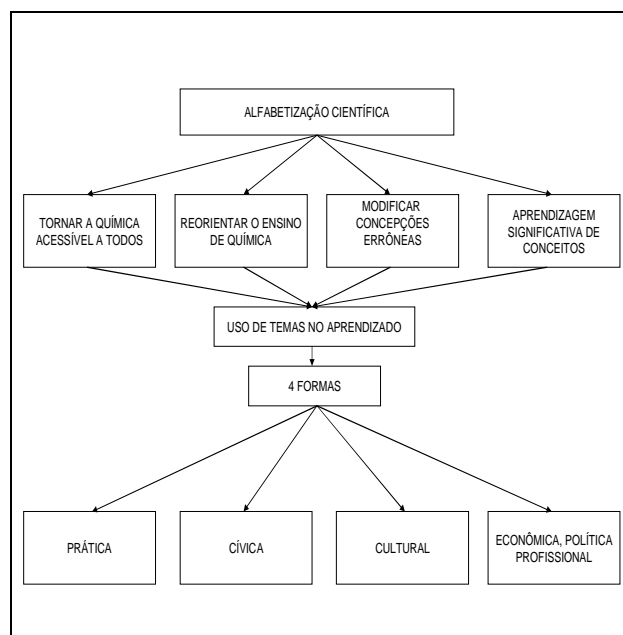 ALFABETIZAÇÃO CIENTÍFICA
TORNAR A QUÍMICA
ACESSÍVEL A TODOS
REORIENTAR O ENSINO
DE QUÍMICA
MODIFICAR
CONCEPÇÕES
ERRÔNEAS
APRENDIZAGEM
SIGNIFICATIVA DE
CONCEITOS
USO DE TEMAS NO APRENDIZADO
4 FORMAS
PRÁTICA
CÍVICA
CULTURAL
ECONÔMICA, POLÍTICA
PROFISSIONAL